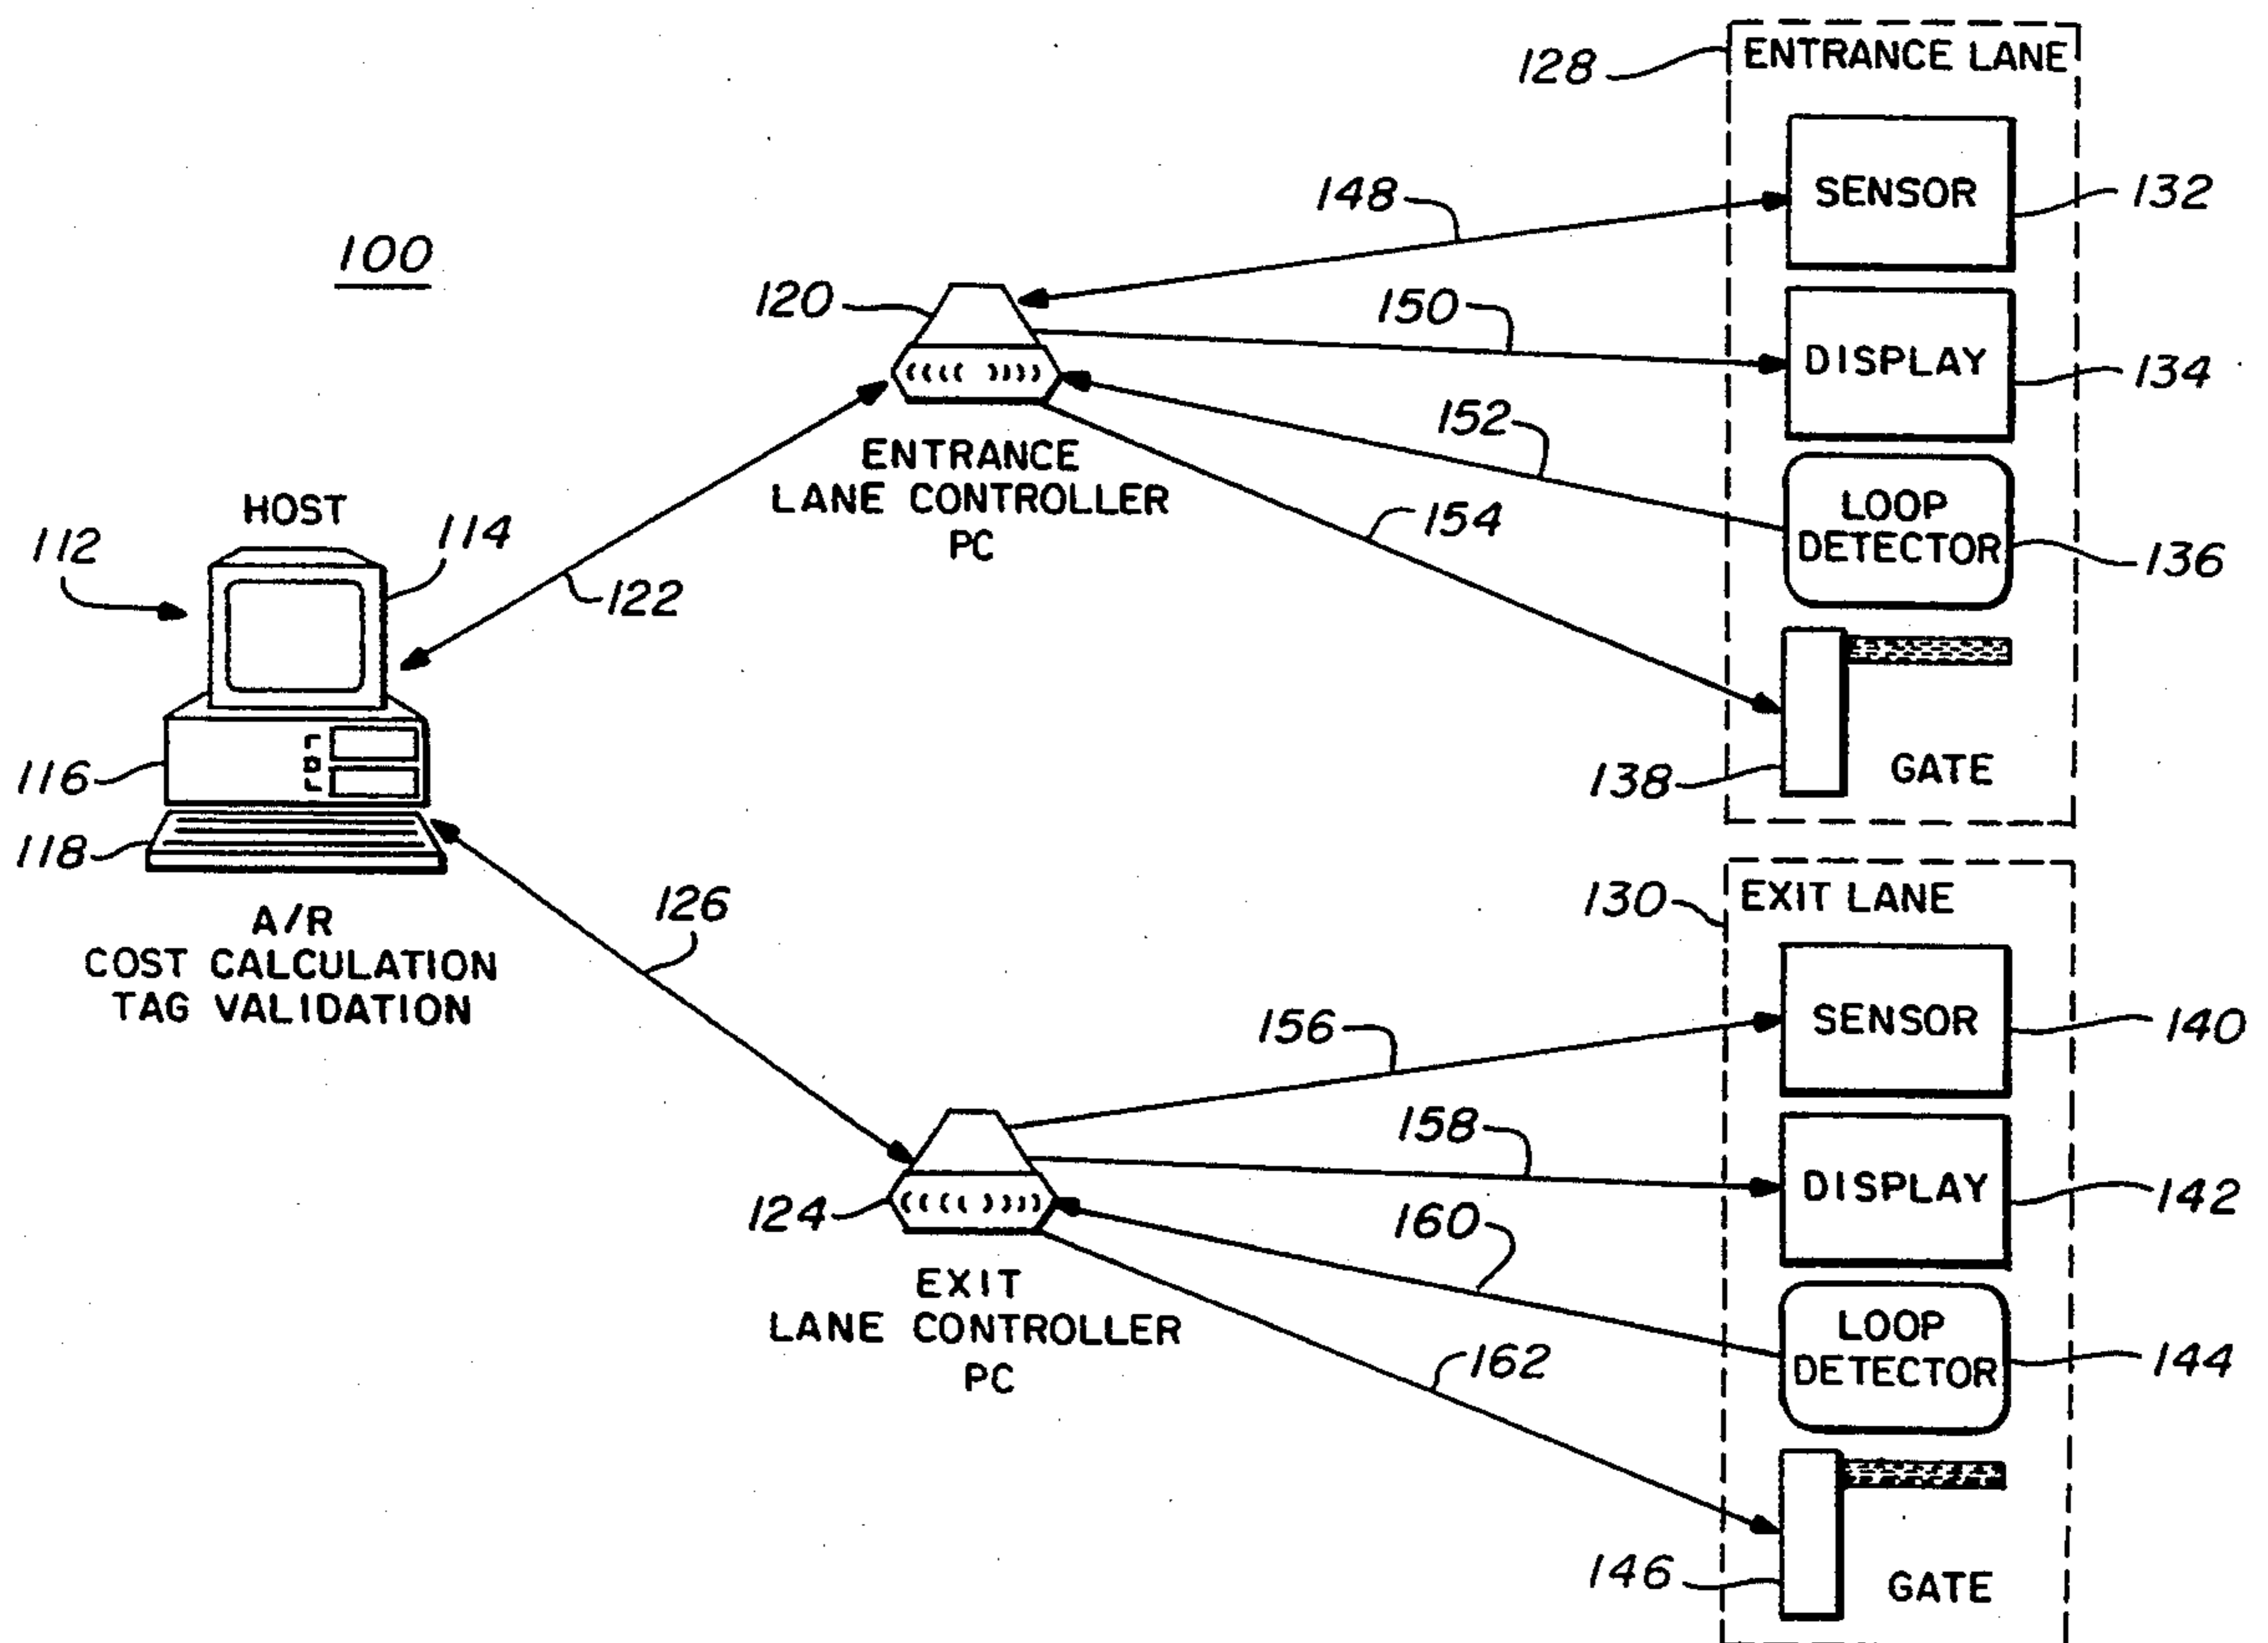 100
HOST
112
114
116
118
A/R
COST CALCULATION
TAG VALIDATION
122
126
120
ENTRANCE
LANE CONTROLLER
PC
148
150
152
154
128
ENTRANCE LANE
SENSOR
132
DISPLAY
134
LOOP
DETECTOR
136
138
GATE
124
EXIT
LANE CONTROLLER
PC
156
158
160
162
130
EXIT LANE
SENSOR
140
DISPLAY
142
LOOP
DETECTOR
144
146
GATE